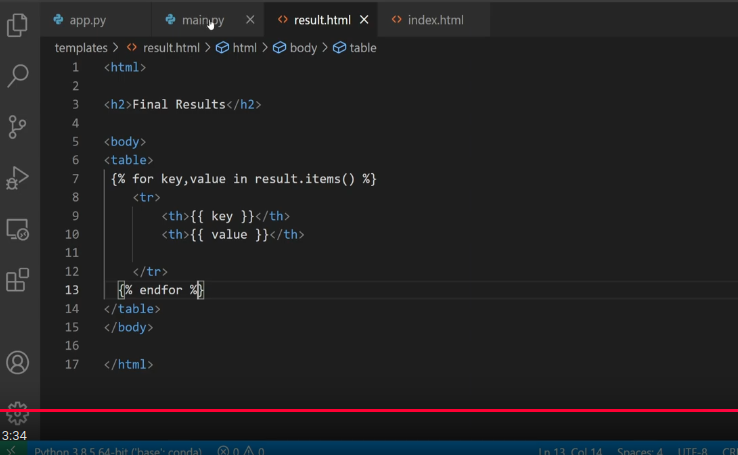 app.py main.py result.html index.html
templates > result.html > html > body > table
1 <html>
2
3 <h2>Final Results</h2>
4
5 <body>
6 <table>
7 {% for key,value in result.items() %}
8 <tr>
9 <th>{{ key }}</th>
10 <th>{{ value }}</th>
11
12 </tr>
13 {% endfor %}
14 </table>
15 </body>
16
17 </html>
3:34
Python 3.8.5 64-bit ('base': conda) 0 0 Ln 13, Col 14 Spaces: 4 UTF-8 CR